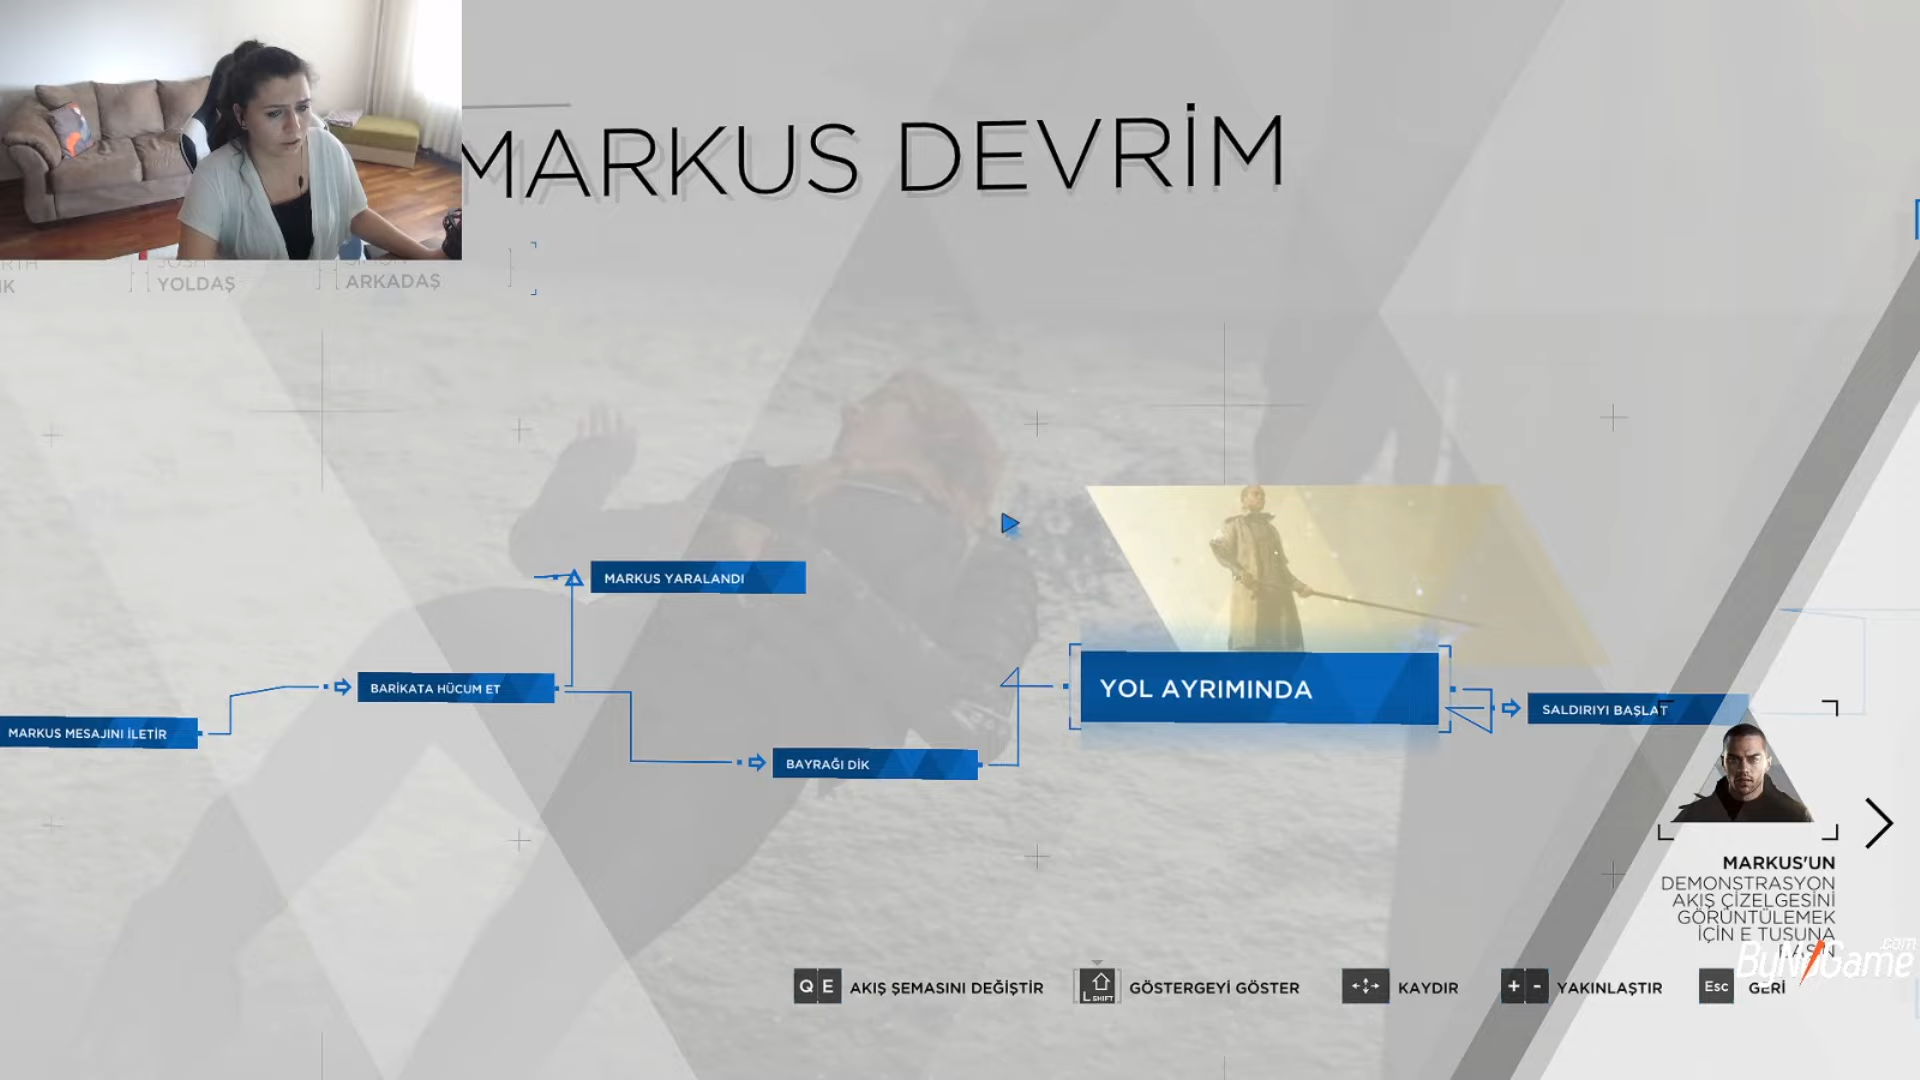 MARKUS DEVRİM
YOLDAŞ
ARKADAŞ
MARKUS YARALANDI
BARİKATA HÜCUM ET
YOL AYRIMINDA
SALDIRIYI BAŞLAT
MARKUS MESAJINI İLETİR
BAYRAĞI DİK
MARKUS'UN
DEMONSTRASYON
AKIŞ ÇİZELGESİNİ
GÖRÜNTÜLEMEK
İÇİN E TUŞUNA
ByNoGame.com
Q E AKIŞ ŞEMASINI DEĞİŞTİR
L SHIFT GÖSTERGEYİ GÖSTER
KAYDIR
+ - YAKINLAŞTIR
Esc GERİ